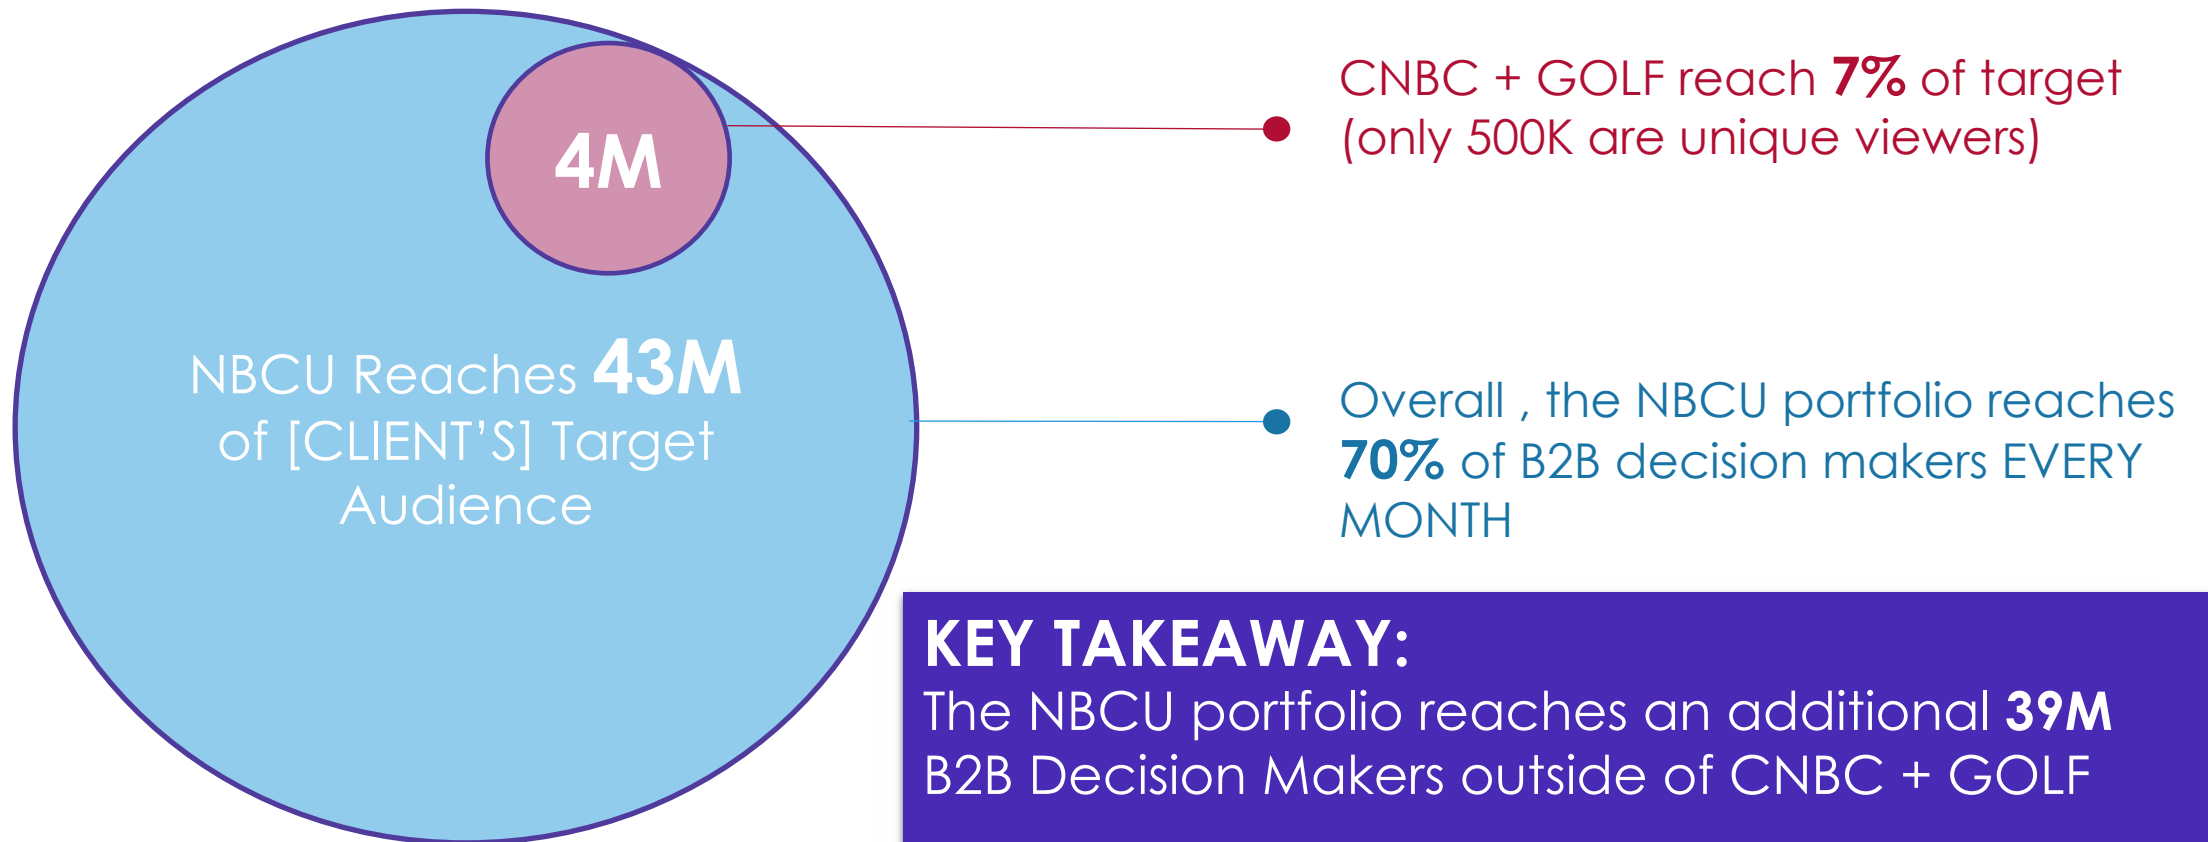 4M
NBCU Reaches 43M
of [CLIENT’S] Target
Audience
CNBC + GOLF reach 7% of target
(only 500K are unique viewers)
Overall , the NBCU portfolio reaches
70% of B2B decision makers EVERY
MONTH
KEY TAKEAWAY:
The NBCU portfolio reaches an additional 39M
B2B Decision Makers outside of CNBC + GOLF